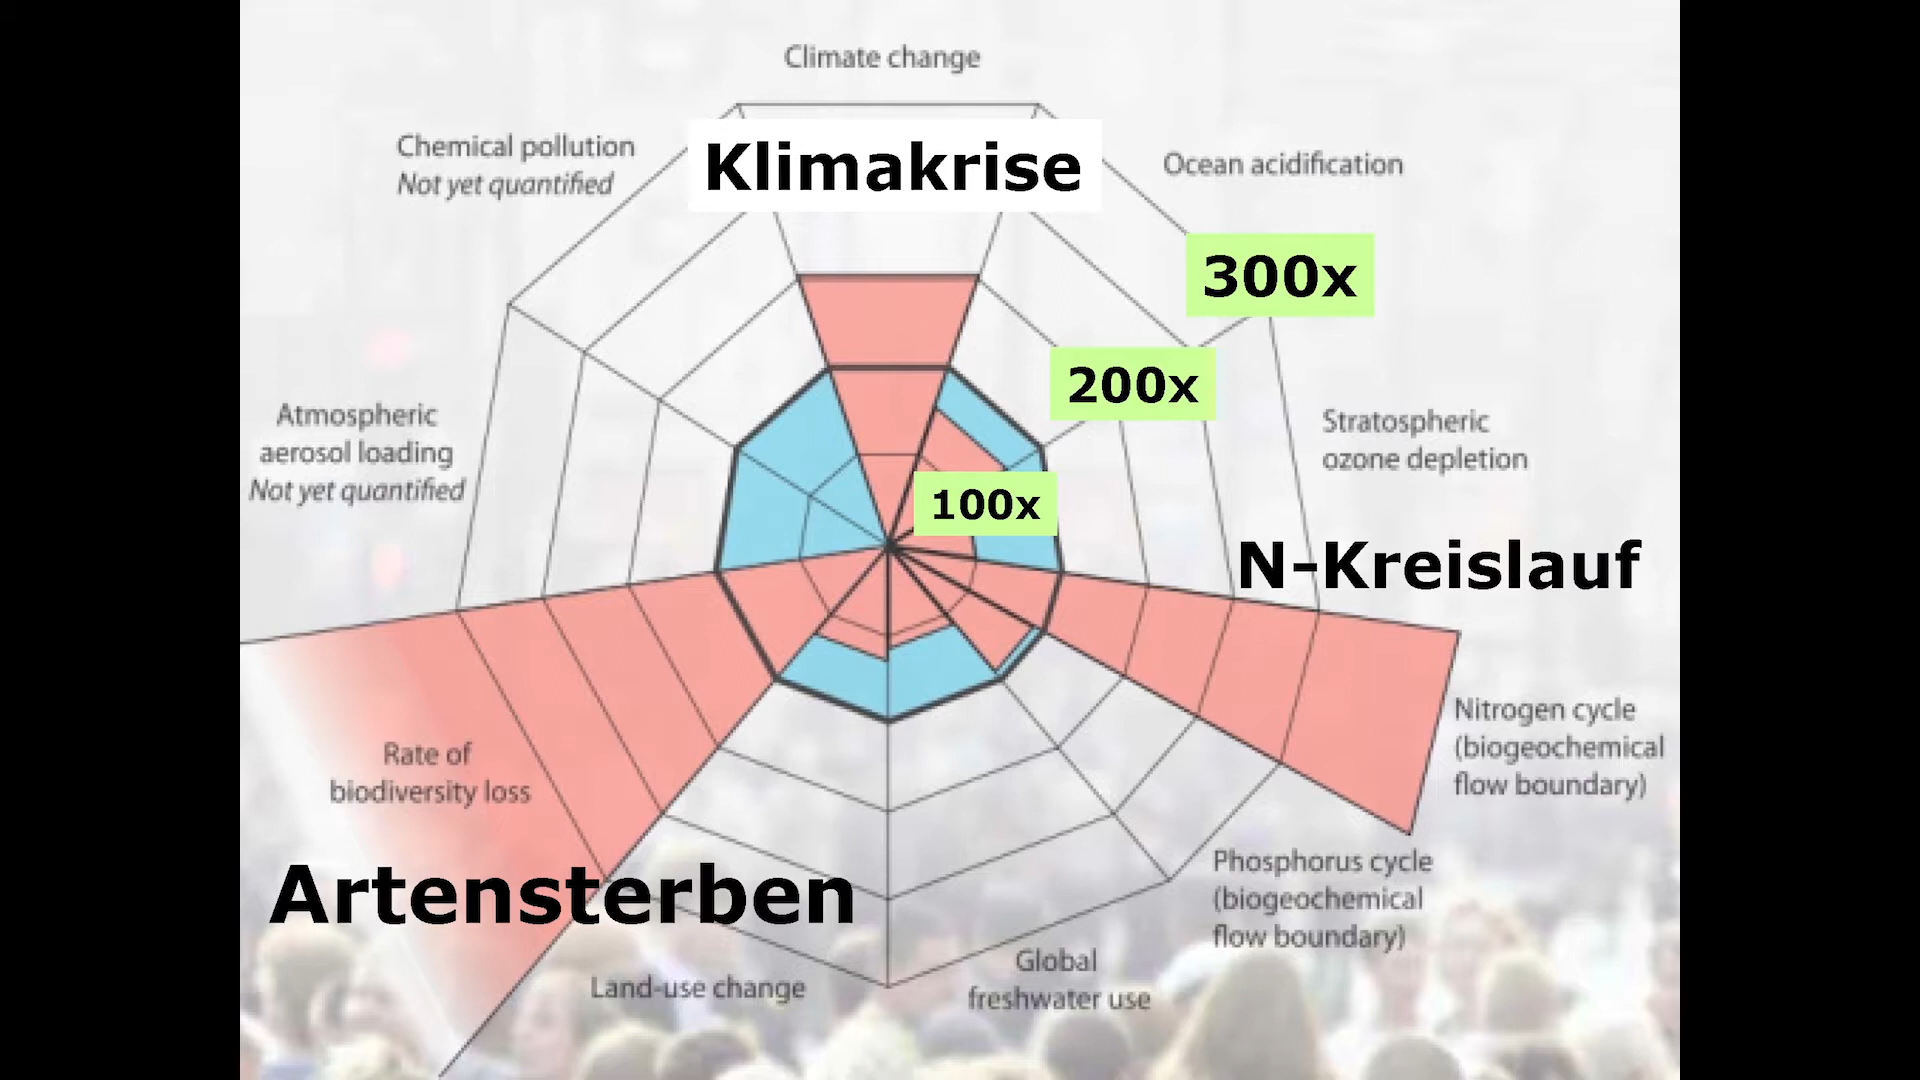 Climate change
Klimakrise
Chemical pollution
Not yet quantified
Ocean acidification
300x
200x
100x
Atmospheric
aerosol loading
Not yet quantified
Stratospheric
ozone depletion
N-Kreislauf
Nitrogen cycle
(biogeochemical
flow boundary)
Rate of
biodiversity loss
Artensterben
Phosphorus cycle
(biogeochemical
flow boundary)
Land-use change
Global
freshwater use